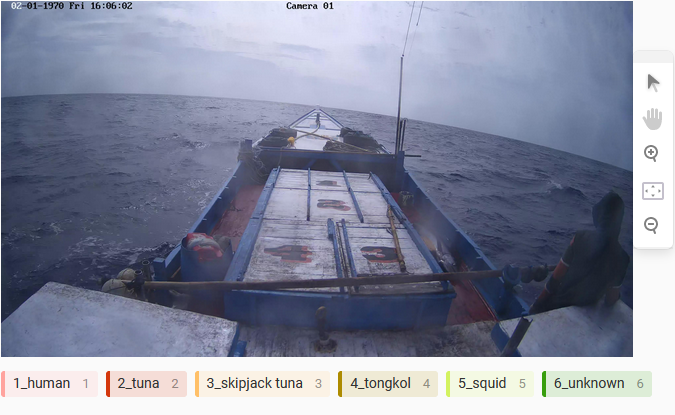 02-01-1970 Fri 16:06:02
Camera 01
1_human 1
2_tuna 2
3_skipjack tuna 3
4_tongkol 4
5_squid 5
6_unknown 6